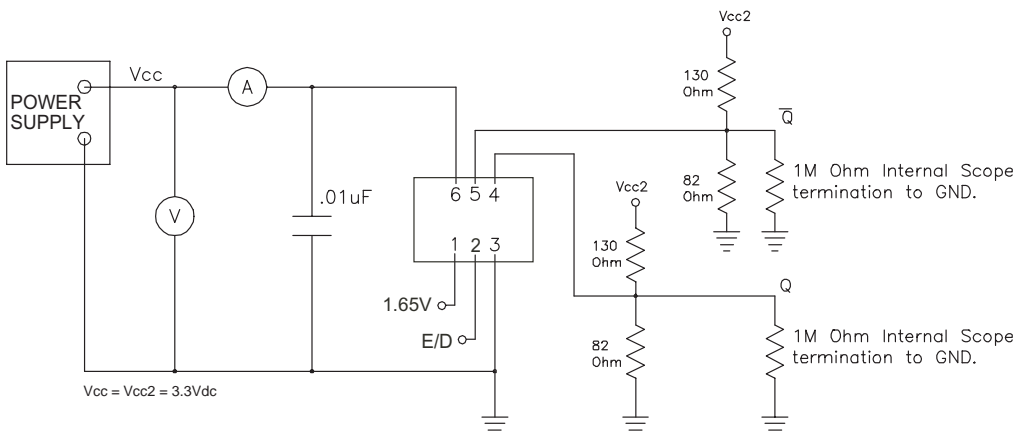 Vcc2
130
Ohm
Vcc
A
POWER
SUPPLY
Q̅
1M Ohm Internal Scope
termination to GND.
82
Ohm
.01uF
6 5 4
Vcc2
V
1 2 3
130
Ohm
1.65V
Q
E/D
1M Ohm Internal Scope
termination to GND.
82
Ohm
Vcc = Vcc2 = 3.3Vdc